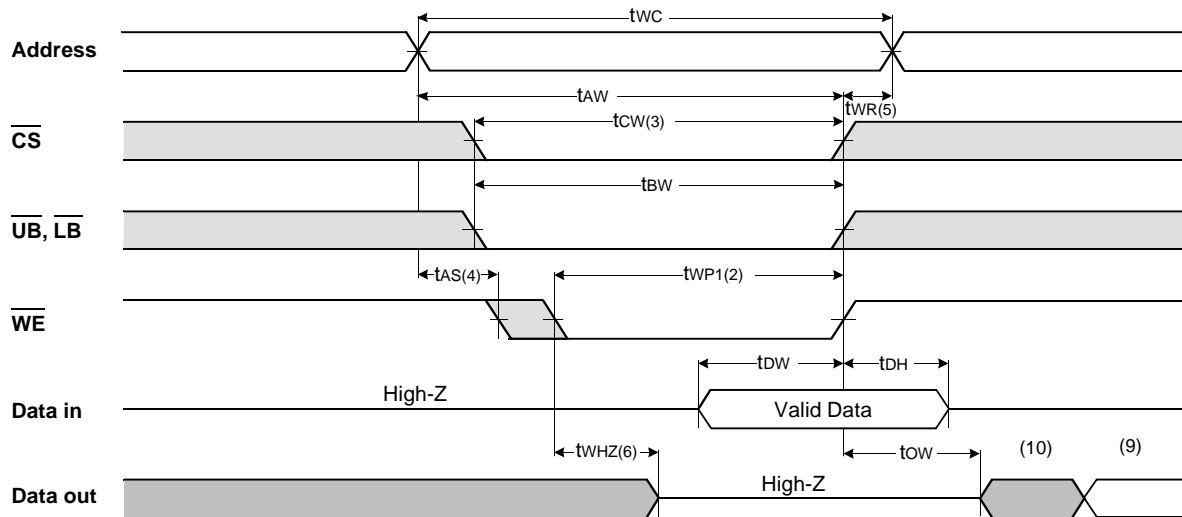 tWC
Address
tAW
tWR(5)
tCW(3)
CS
tBW
UB, LB
tAS(4)
tWP1(2)
WE
tDW
tDH
High-Z
Data in
Valid Data
tWHZ(6)
tOW
(10)
(9)
High-Z
Data out